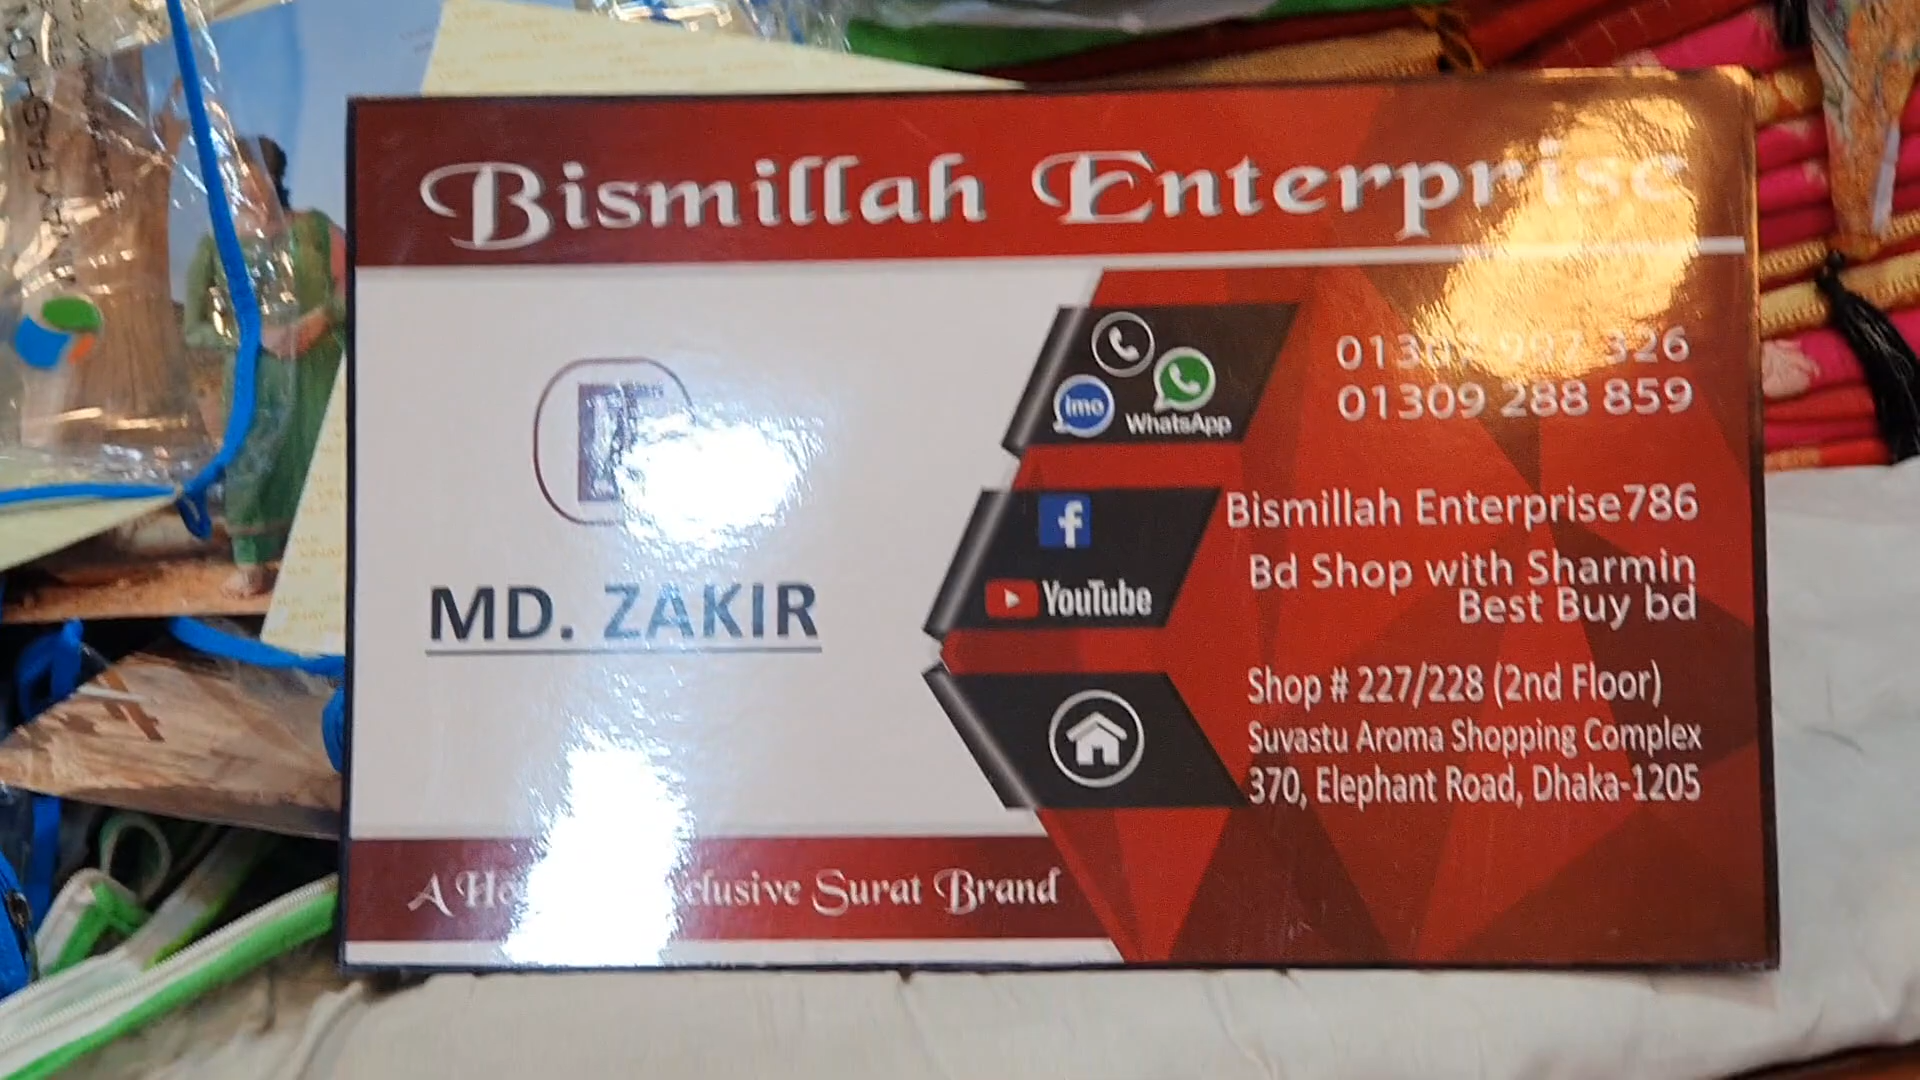 Bismillah Enterprise
326
01309 288 859
imo
WhatsApp
f
Bismillah Enterprise786
YouTube
Bd Shop with Sharmin
Best Buy bd
MD. ZAKIR
Shop # 227/228 (2nd Floor)
Suvastu Aroma Shopping Complex
370, Elephant Road, Dhaka-1205
A Surat Brand